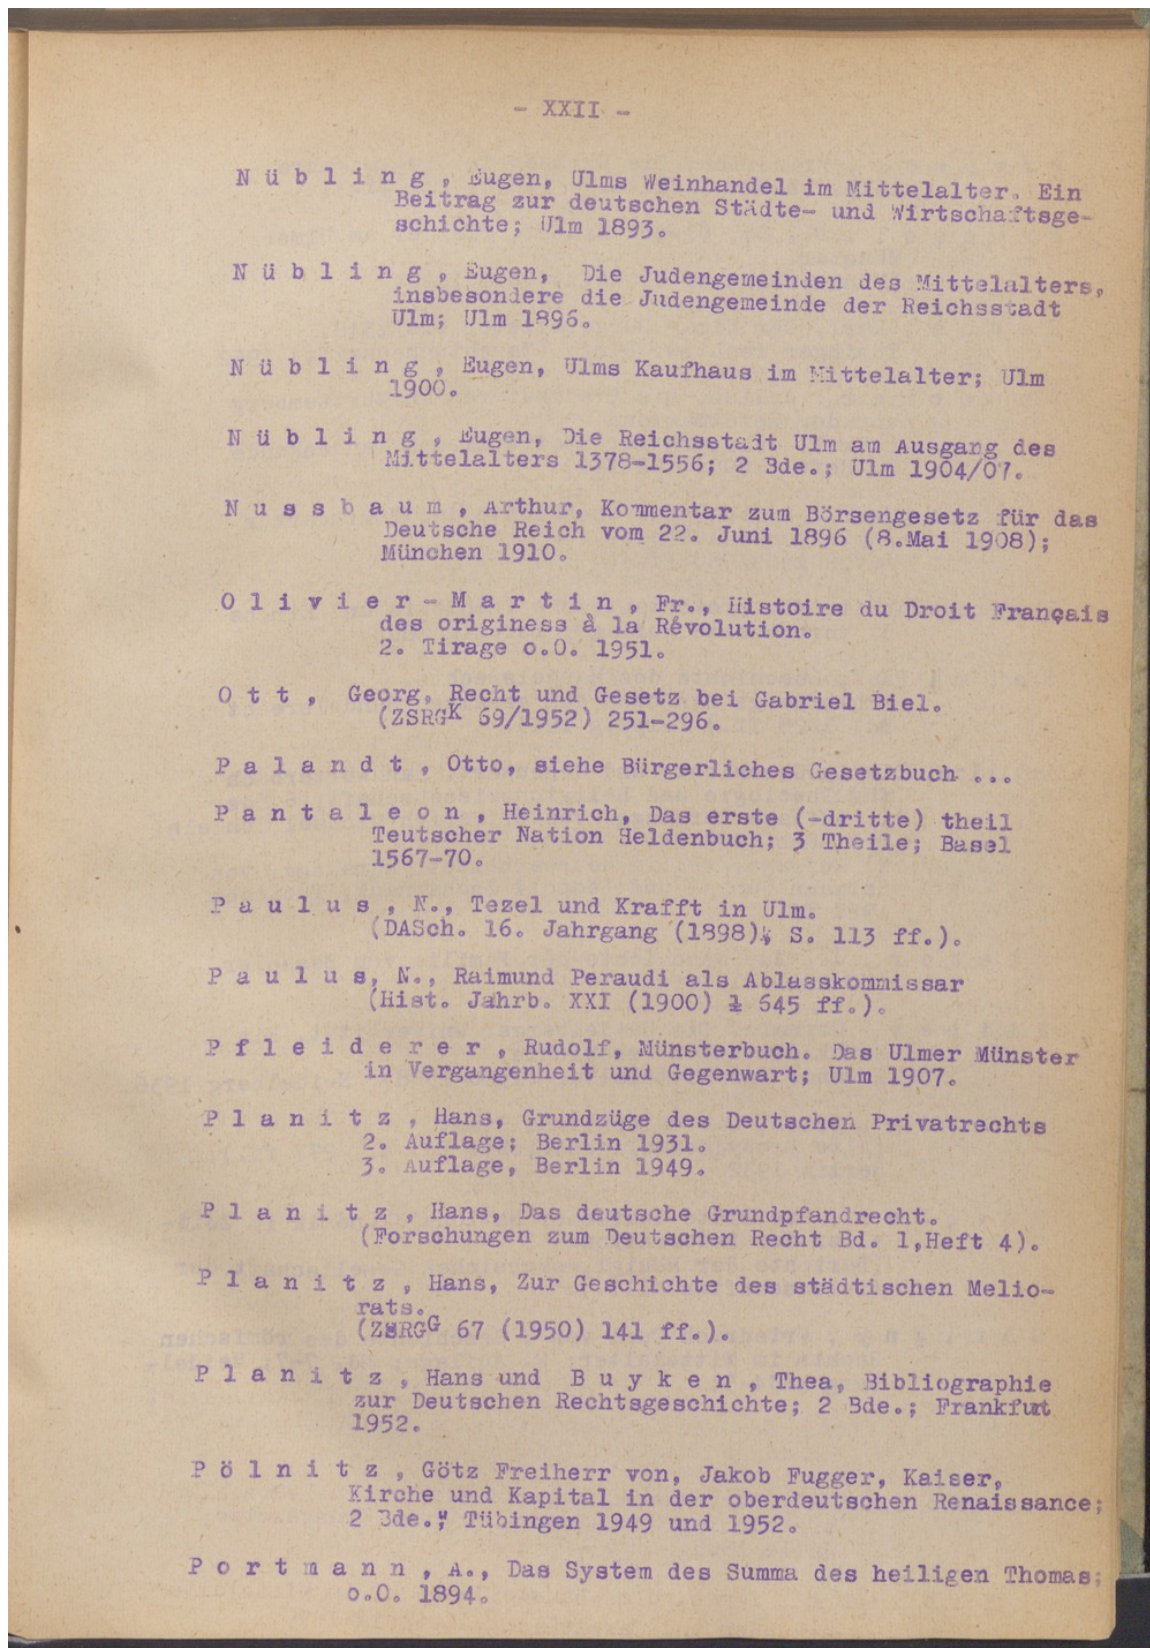 - XXII -
N ü b l i n g , Eugen, Ulms Weinhandel im Mittelalter. Ein
Beitrag zur deutschen Städte- und Wirtschaftsge-
schichte; Ulm 1893.
N ü b l i n g , Eugen, Die Judengemeinden des Mittelalters,
insbesondere die Judengemeinde der Reichsstadt
Ulm; Ulm 1896.
N ü b l i n g , Eugen, Ulms Kaufhaus im Mittelalter; Ulm
1900.
N ü b l i n g , Eugen, Die Reichsstadt Ulm am Ausgang des
Mittelalters 1378-1556; 2 Bde.; Ulm 1904/07.
N u s s b a u m , Arthur, Kommentar zum Börsengesetz für das
Deutsche Reich vom 22. Juni 1896 (8.Mai 1908);
München 1910.
O l i v i e r - M a r t i n , Fr., Histoire du Droit Français
des originess à la Révolution.
2. Tirage o.O. 1951.
O t t , Georg, Recht und Gesetz bei Gabriel Biel.
(ZSRGK 69/1952) 251-296.
P a l a n d t , Otto, siehe Bürgerliches Gesetzbuch ...
P a n t a l e o n , Heinrich, Das erste (-dritte) theil
Teutscher Nation Heldenbuch; 3 Theile; Basel
1567-70.
P a u l u s , N., Tezel und Krafft in Ulm.
(DASch. 16. Jahrgang (1898), S. 113 ff.).
P a u l u s, N., Raimund Peraudi als Ablasskommissar
(Hist. Jahrb. XXI (1900) 645 ff.).
P f l e i d e r e r , Rudolf, Münsterbuch. Das Ulmer Münster
in Vergangenheit und Gegenwart; Ulm 1907.
P l a n i t z , Hans, Grundzüge des Deutschen Privatrechts
2. Auflage; Berlin 1931.
3. Auflage, Berlin 1949.
P l a n i t z , Hans, Das deutsche Grundpfandrecht.
(Forschungen zum Deutschen Recht Bd. 1,Heft 4).
P l a n i t z , Hans, Zur Geschichte des städtischen Melio-
rats.
(ZSRGG 67 (1950) 141 ff.).
P l a n i t z , Hans und B u y k e n , Thea, Bibliographie
zur Deutschen Rechtsgeschichte; 2 Bde.; Frankfurt
1952.
P ö l n i t z , Götz Freiherr von, Jakob Fugger, Kaiser,
Kirche und Kapital in der oberdeutschen Renaissance;
2 Bde.; Tübingen 1949 und 1952.
P o r t m a n n , A., Das System des Summa des heiligen Thomas;
o.O. 1894.